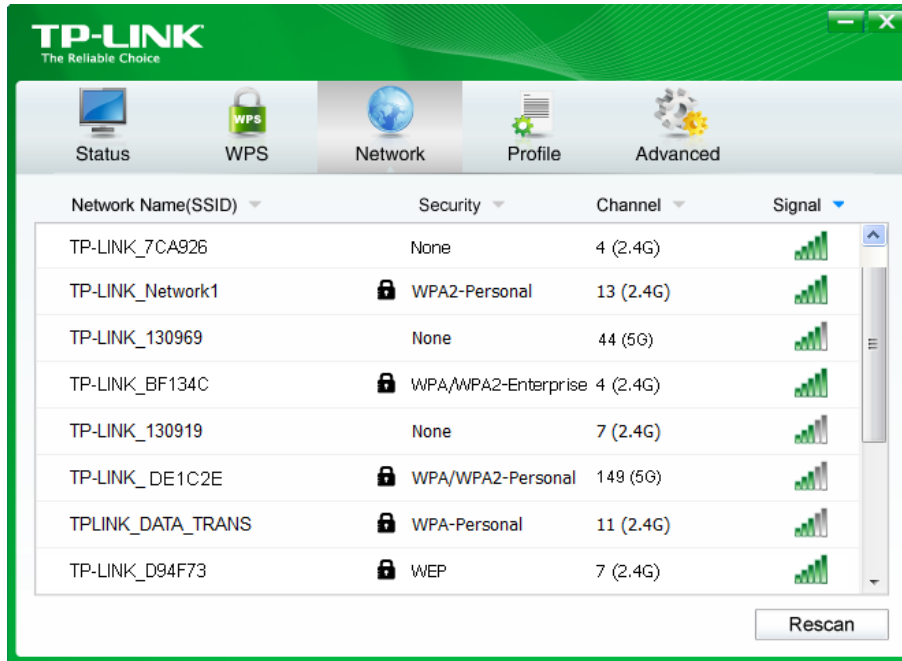 TP-LINK
The Reliable Choice
WPS
Status WPS Network Profile Advanced
Network Name(SSID) Security Channel Signal
TP-LINK_7CA926 None 4 (2.4G)
TP-LINK_Network1 WPA2-Personal 13 (2.4G)
TP-LINK_130969 None 44 (5G)
TP-LINK_BF134C WPA/WPA2-Enterprise 4 (2.4G)
TP-LINK_130919 None 7 (2.4G)
TP-LINK_ DE1C2E WPA/WPA2-Personal 149 (5G)
TPLINK_DATA_TRANS WPA-Personal 11 (2.4G)
TP-LINK_D94F73 WEP 7 (2.4G)
Rescan